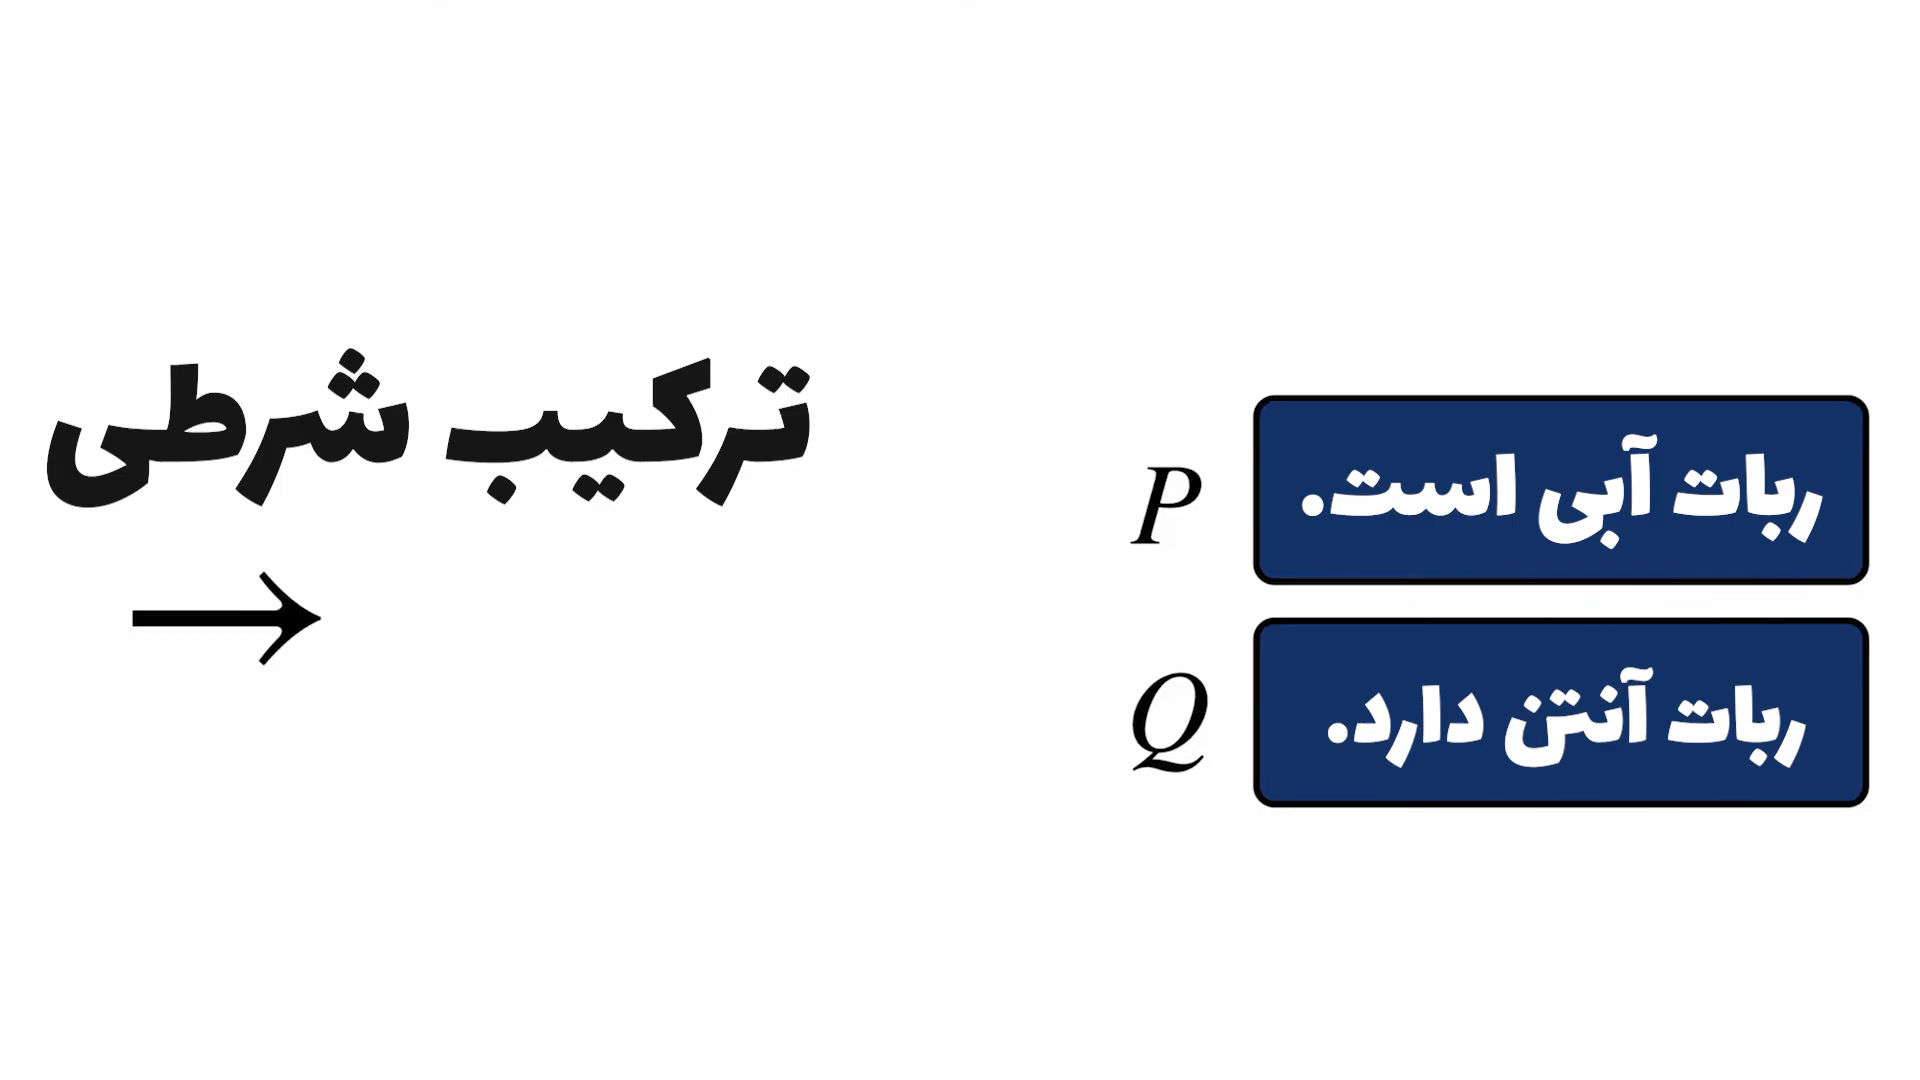 ترکیب شرطی
→
P ربات آبی است.
Q ربات آنتن دارد.